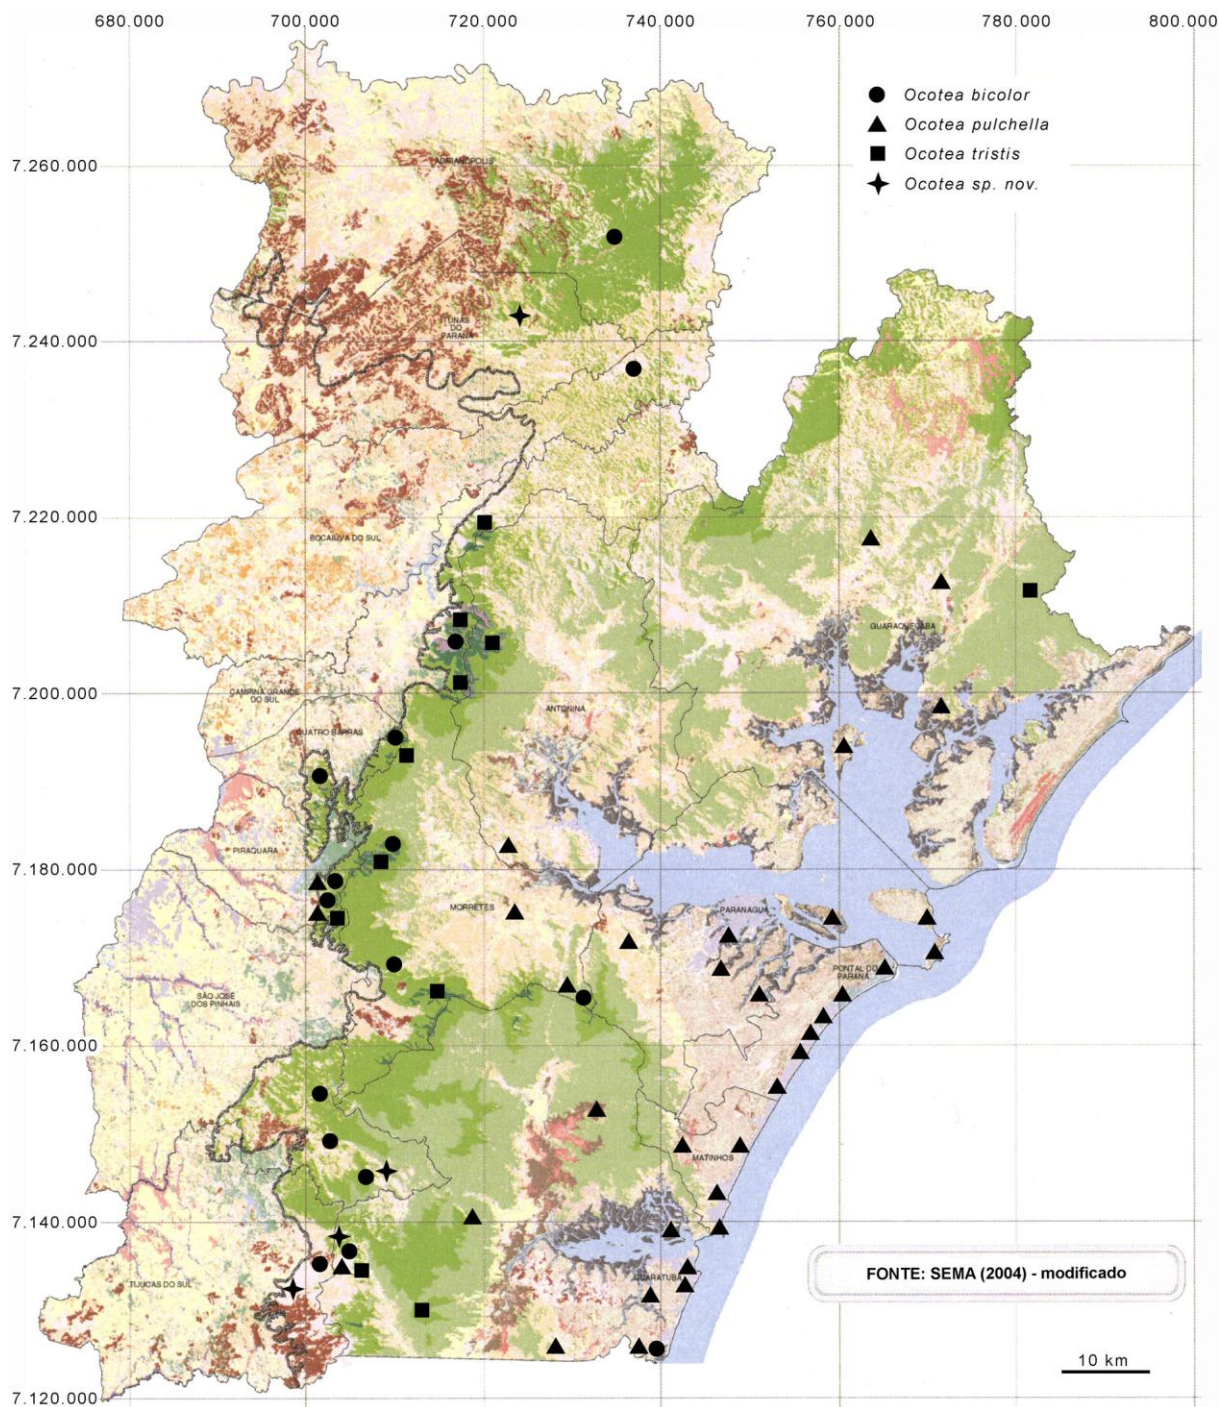 680.000 700.000 720.000 740.000 760.000 780.000 800.000
Ocotea bicolor
Ocotea pulchella
Ocotea tristis
Ocotea sp. nov.
7.260.000
ADRIANÓPOLIS
7.240.000
TUNAS
DO
PARANÁ
7.220.000
BOCAIÚVA DO SUL
GUARAQUEÇABA
7.200.000
CAMPINA GRANDE
DO SUL
ANTONINA
QUATRO BARRAS
PIRAQUARA
7.180.000
MORRETES
PARANAGUÁ
PONTAL DO
PARANÁ
SÃO JOSÉ
DOS PINHAIS
7.160.000
MATINHOS
7.140.000
GUARATUBA
TIJUCAS DO SUL
FONTE: SEMA (2004) - modificado
10 km
7.120.000